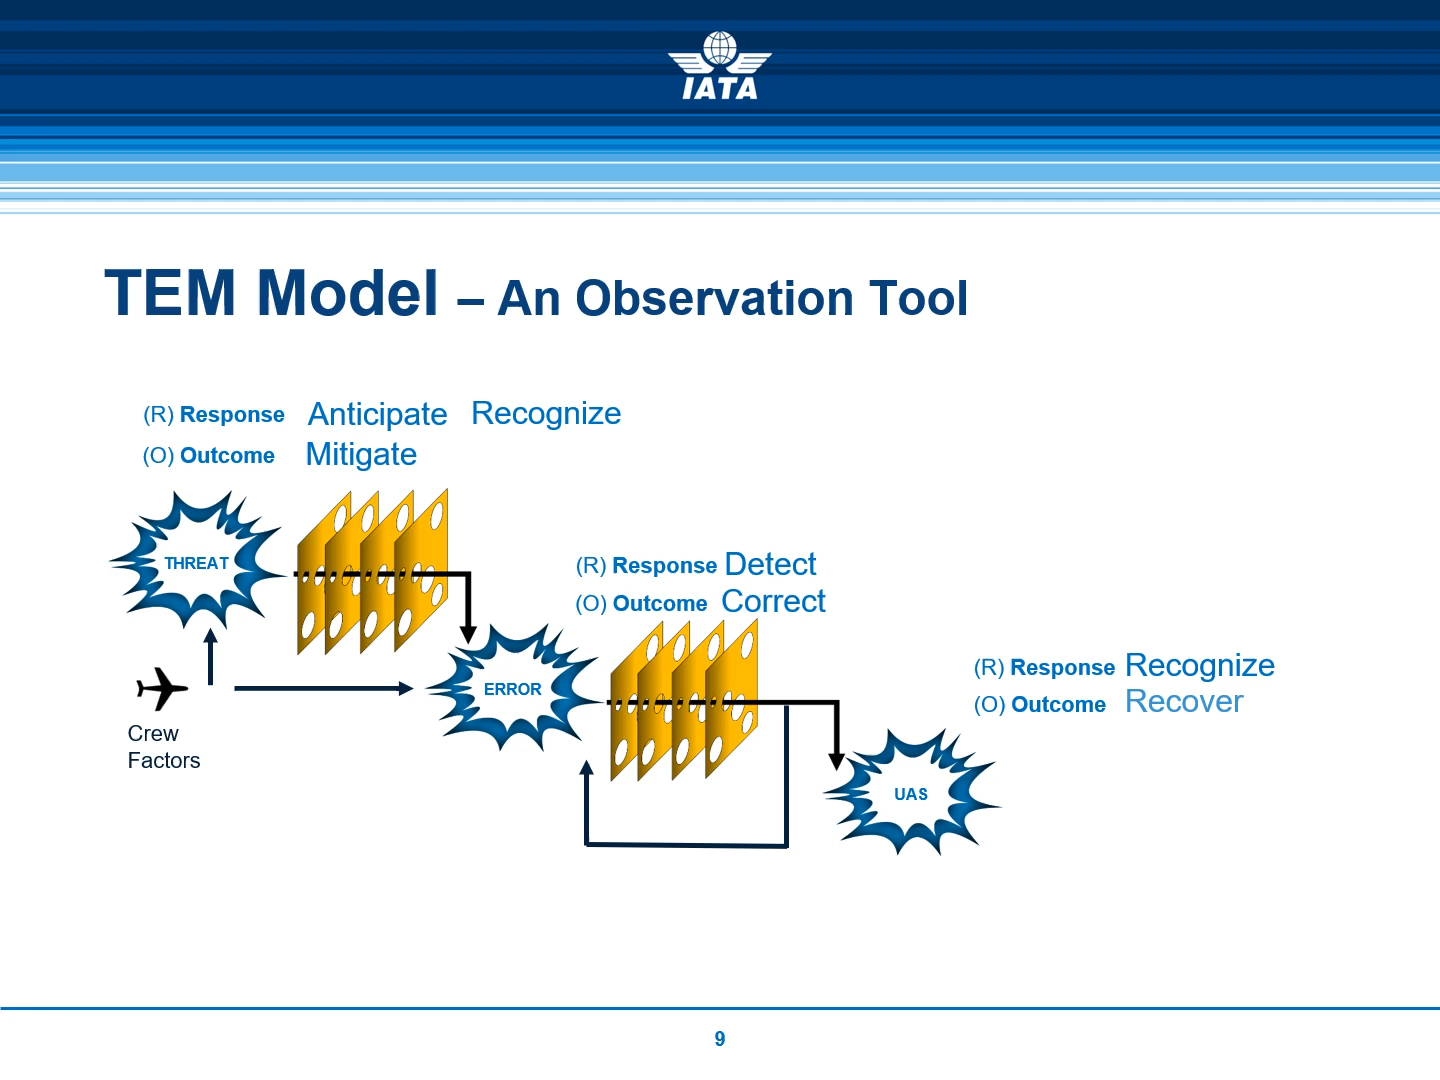 IATA
TEM Model – An Observation Tool
(R) Response Anticipate Recognize
(O) Outcome Mitigate
THREAT
(R) Response Detect
(O) Outcome Correct
ERROR
(R) Response Recognize
(O) Outcome Recover
Crew
Factors
UAS
9